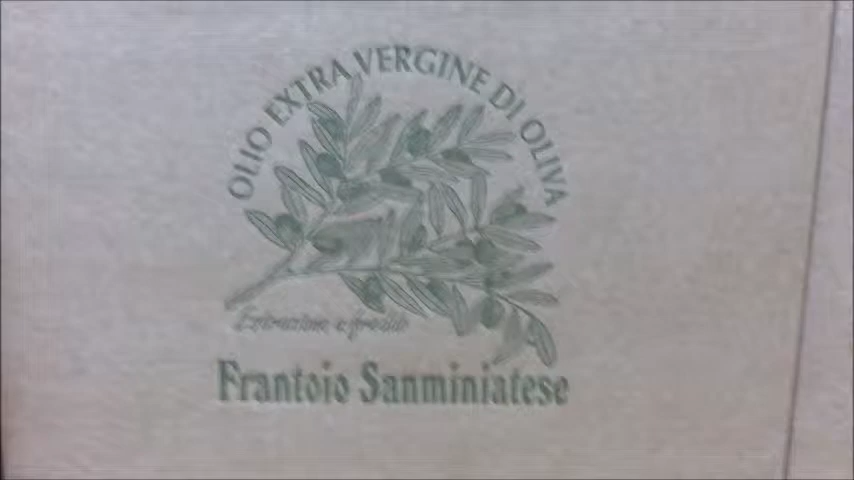 OLIO EXTRA VERGINE DI OLIVA
Estrazione a freddo
Frantoio Sanminiatese